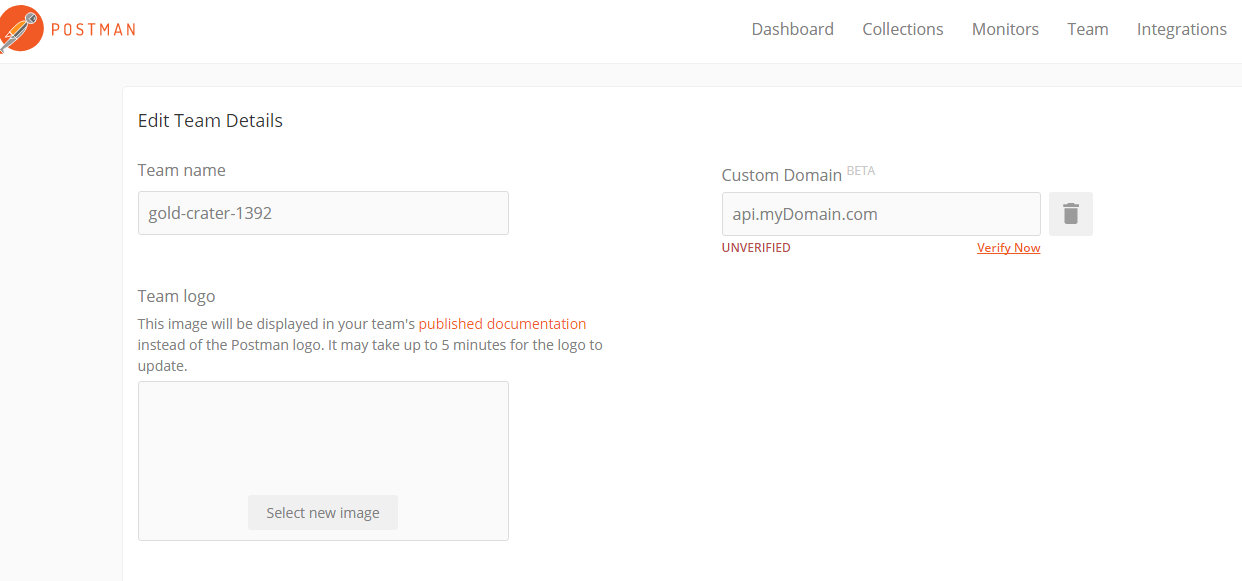 POSTMAN
Dashboard Collections Monitors Team Integrations
Edit Team Details
Team name
gold-crater-1392
Custom Domain BETA
api.myDomain.com
UNVERIFIED Verify Now
Team logo
This image will be displayed in your team's published documentation
instead of the Postman logo. It may take up to 5 minutes for the logo to
update.
Select new image